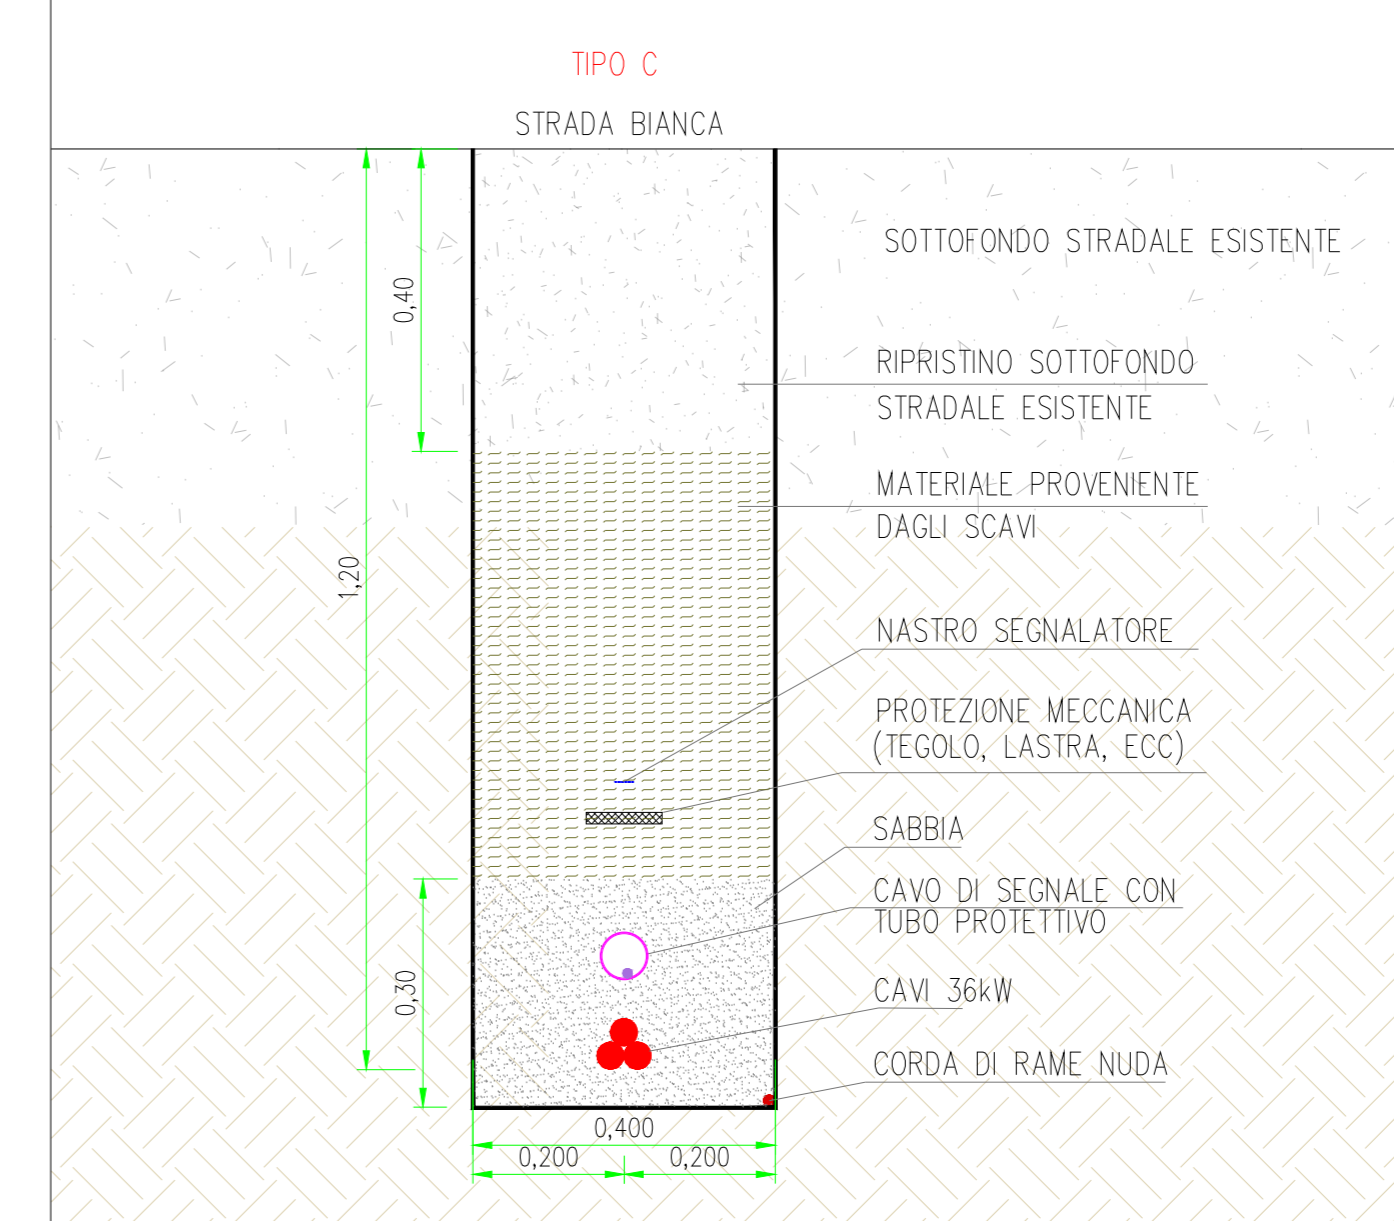 TIPO C
STRADA BIANCA
SOTTOFONDO STRADALE ESISTENTE
0,40
RIPRISTINO SOTTOFONDO
STRADALE ESISTENTE
MATERIALE PROVENIENTE
DAGLI SCAVI
1,20
NASTRO SEGNALATORE
PROTEZIONE MECCANICA
(TEGOLO, LASTRA, ECC)
SABBIA
CAVO DI SEGNALE CON
TUBO PROTETTIVO
0,30
CAVI 36kW
CORDA DI RAME NUDA
0,400
0,200
0,200